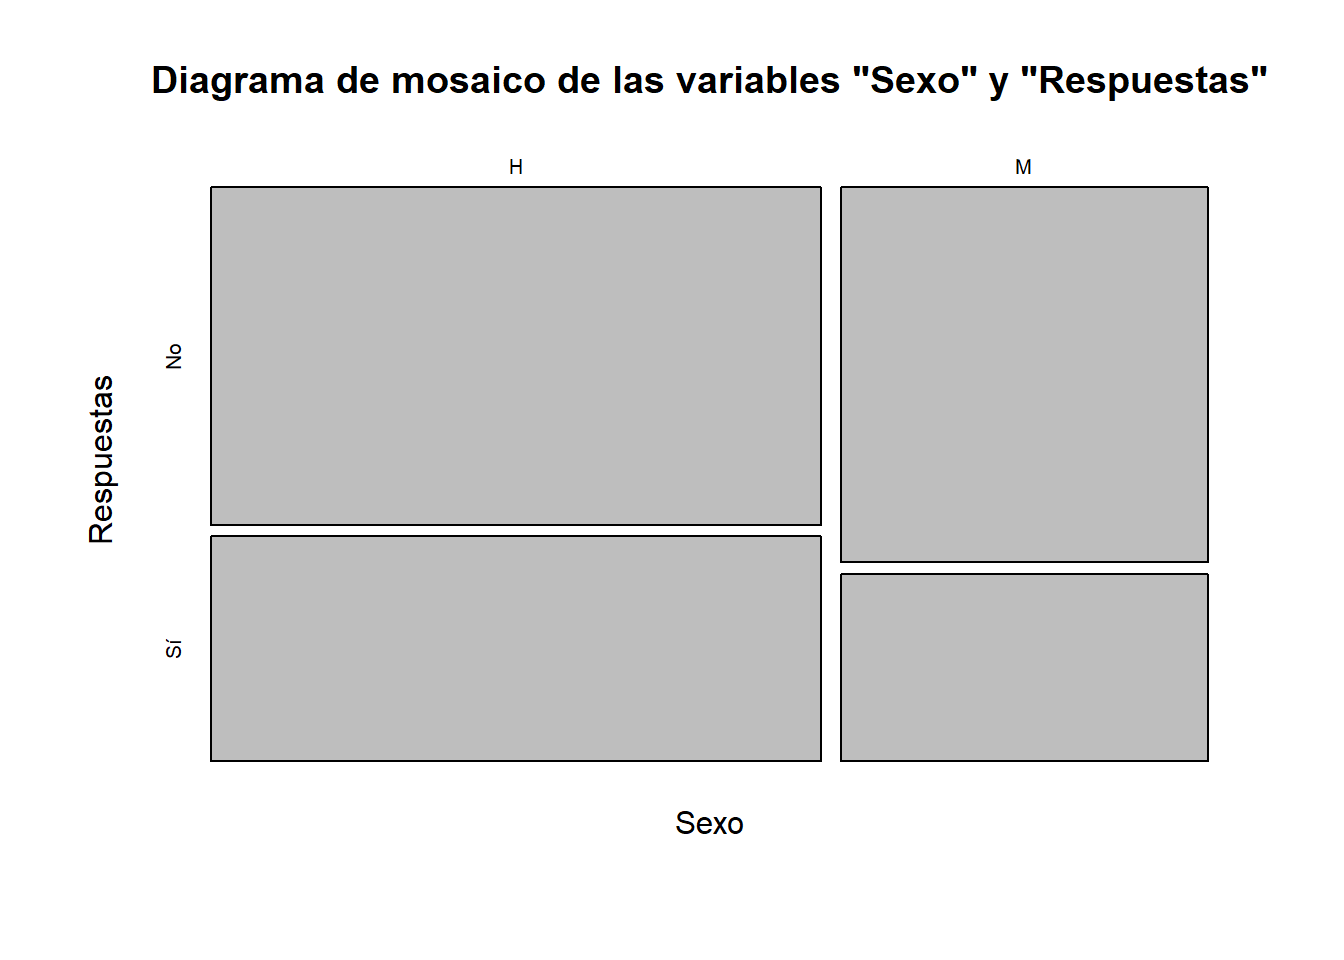 Diagrama de mosaico de las variables "Sexo" y "Respuestas"
H
M
No
Sí
Respuestas
Sexo